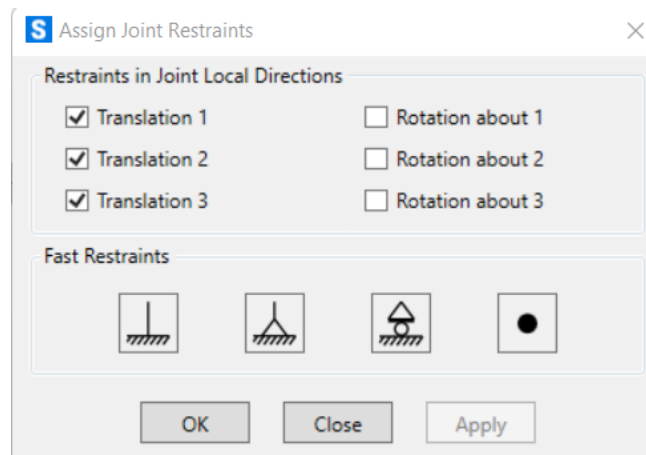 S Assign Joint Restraints
Restraints in Joint Local Directions
Translation 1 Rotation about 1
Translation 2 Rotation about 2
Translation 3 Rotation about 3
Fast Restraints
OK Close Apply